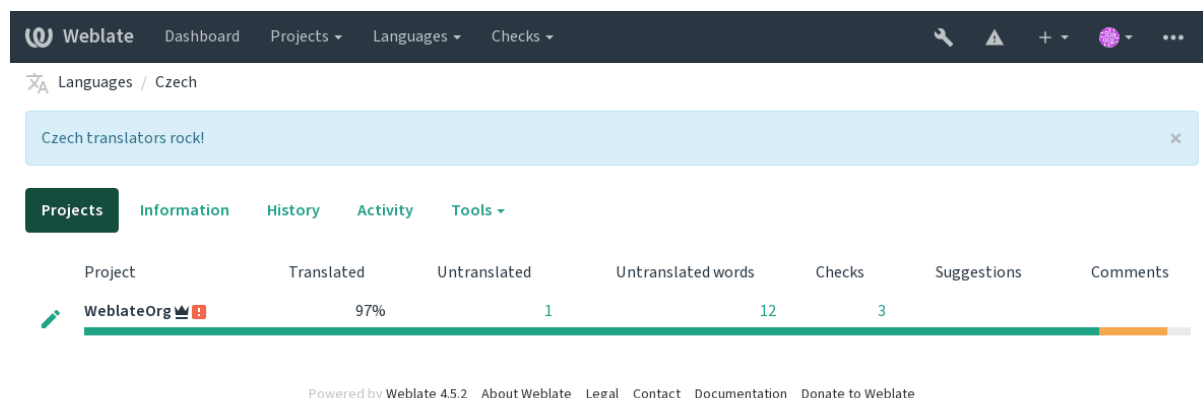 Weblate Dashboard Projects Languages Checks
Languages / Czech
Czech translators rock! ×
Projects Information History Activity Tools
Project Translated Untranslated Untranslated words Checks Suggestions Comments
WeblateOrg 97% 1 12 3
Powered by Weblate 4.5.2 About Weblate Legal Contact Documentation Donate to Weblate